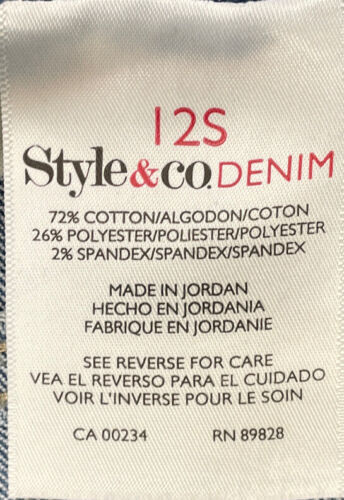 12S
Style&co. DENIM
72% COTTON/ALGODON/COTON
26% POLYESTER/POLIESTER/POLYESTER
2% SPANDEX/SPANDEX/SPANDEX
MADE IN JORDAN
HECHO EN JORDANIA
FABRIQUE EN JORDANIE
SEE REVERSE FOR CARE
VEA EL REVERSO PARA EL CUIDADO
VOIR L'INVERSE POUR LE SOIN
CA 00234 RN 89828